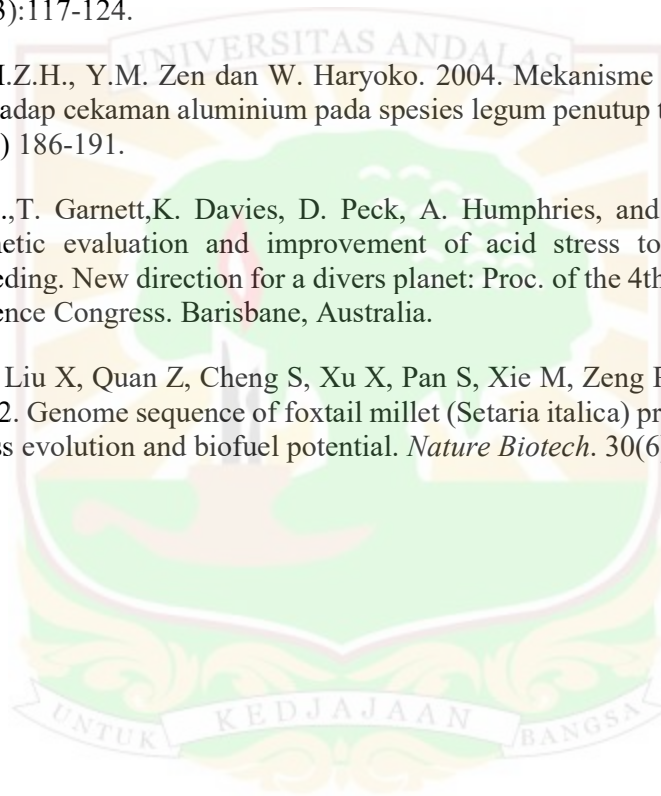 3):117-124.
UNIVERSITAS ANDALAS
I.Z.H., Y.M. Zen dan W. Haryoko. 2004. Mekanisme
adap cekaman aluminium pada spesies legum penutup t
) 186-191.
.,T. Garnett,K. Davies, D. Peck, A. Humphries, and
netic evaluation and improvement of acid stress to
eding. New direction for a divers planet: Proc. of the 4th
ence Congress. Barisbane, Australia.
Liu X, Quan Z, Cheng S, Xu X, Pan S, Xie M, Zeng
2. Genome sequence of foxtail millet (Setaria italica) pr
ss evolution and biofuel potential. Nature Biotech. 30(6
UNTUK KEDJAJAAN BANGSA